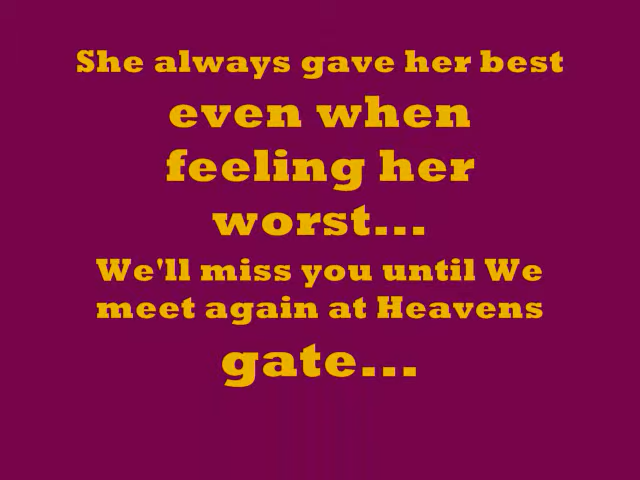 She always gave her best
even when
feeling her
worst...
We'll miss you until We
meet again at Heavens
gate...